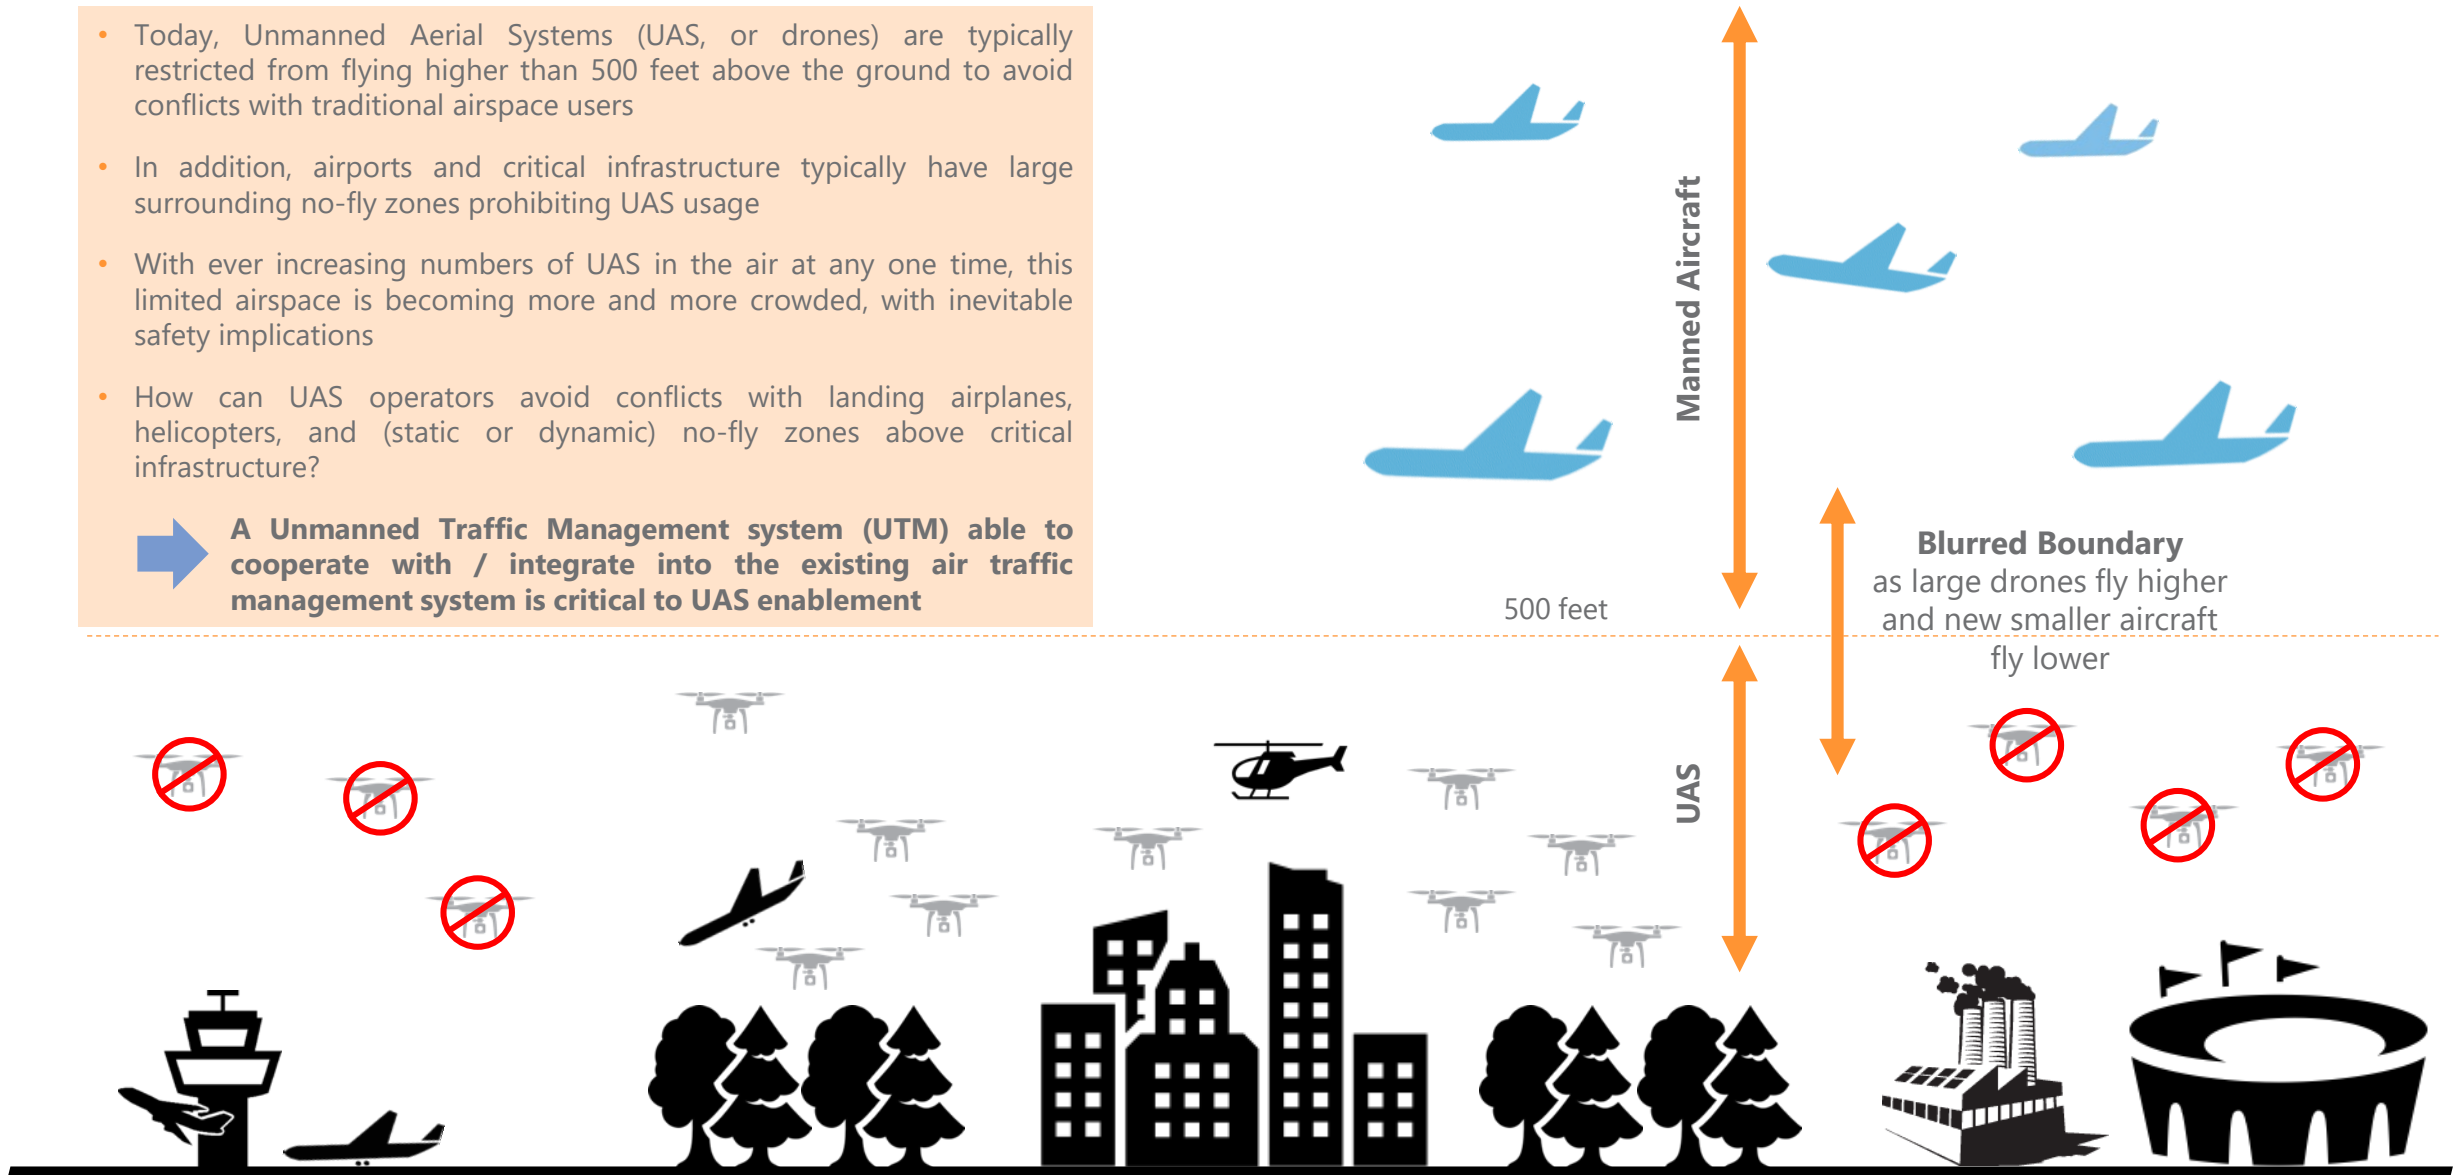 • Today, Unmanned Aerial Systems (UAS, or drones) are typically
restricted from flying higher than 500 feet above the ground to avoid
conflicts with traditional airspace users
• In addition, airports and critical infrastructure typically have large
surrounding no-fly zones prohibiting UAS usage
• With ever increasing numbers of UAS in the air at any one time, this
limited airspace is becoming more and more crowded, with inevitable
safety implications
• How can UAS operators avoid conflicts with landing airplanes,
helicopters, and (static or dynamic) no-fly zones above critical
infrastructure?
A Unmanned Traffic Management system (UTM) able to
cooperate with / integrate into the existing air traffic
management system is critical to UAS enablement
Manned Aircraft
500 feet
Blurred Boundary
as large drones fly higher
and new smaller aircraft
fly lower
UAS